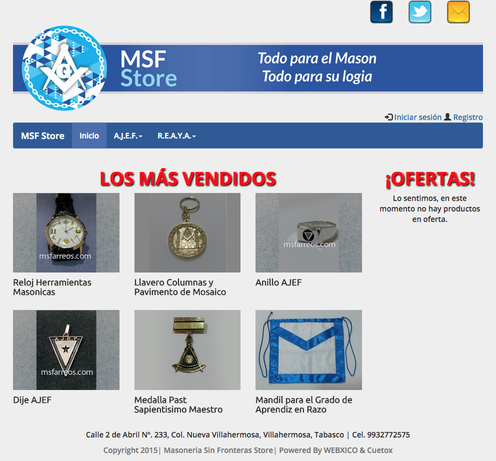 MSF
Store
Todo para el Mason
Todo para su logia
Iniciar sesión Registro
MSF Store Inicio A.J.E.F. R.E.A.Y.A.
LOS MÁS VENDIDOS
¡OFERTAS!
Lo sentimos, en este
momento no hay productos
en oferta.
msfarreos.com
msfarreos.com
Reloj Herramientas
Masonicas
Llavero Columnas y
Pavimento de Mosaico
Anillo AJEF
AJEF
msfarreos.com
Dije AJEF
Medalla Past
Sapientisimo Maestro
Mandil para el Grado de
Aprendiz en Razo
Calle 2 de Abril Nº. 233, Col. Nueva Villahermosa, Villahermosa, Tabasco | Cel. 9932772575
Copyright 2015| Masoneria Sin Fronteras Store| Powered By WEBXICO & Cuetox